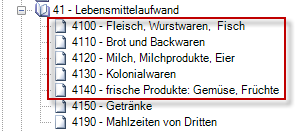 41 - Lebensmittelaufwand
4100 - Fleisch, Wurstwaren, Fisch
4110 - Brot und Backwaren
4120 - Milch, Milchprodukte, Eier
4130 - Kolonialwaren
4140 - frische Produkte: Gemüse, Früchte
4150 - Getränke
4190 - Mahlzeiten von Dritten